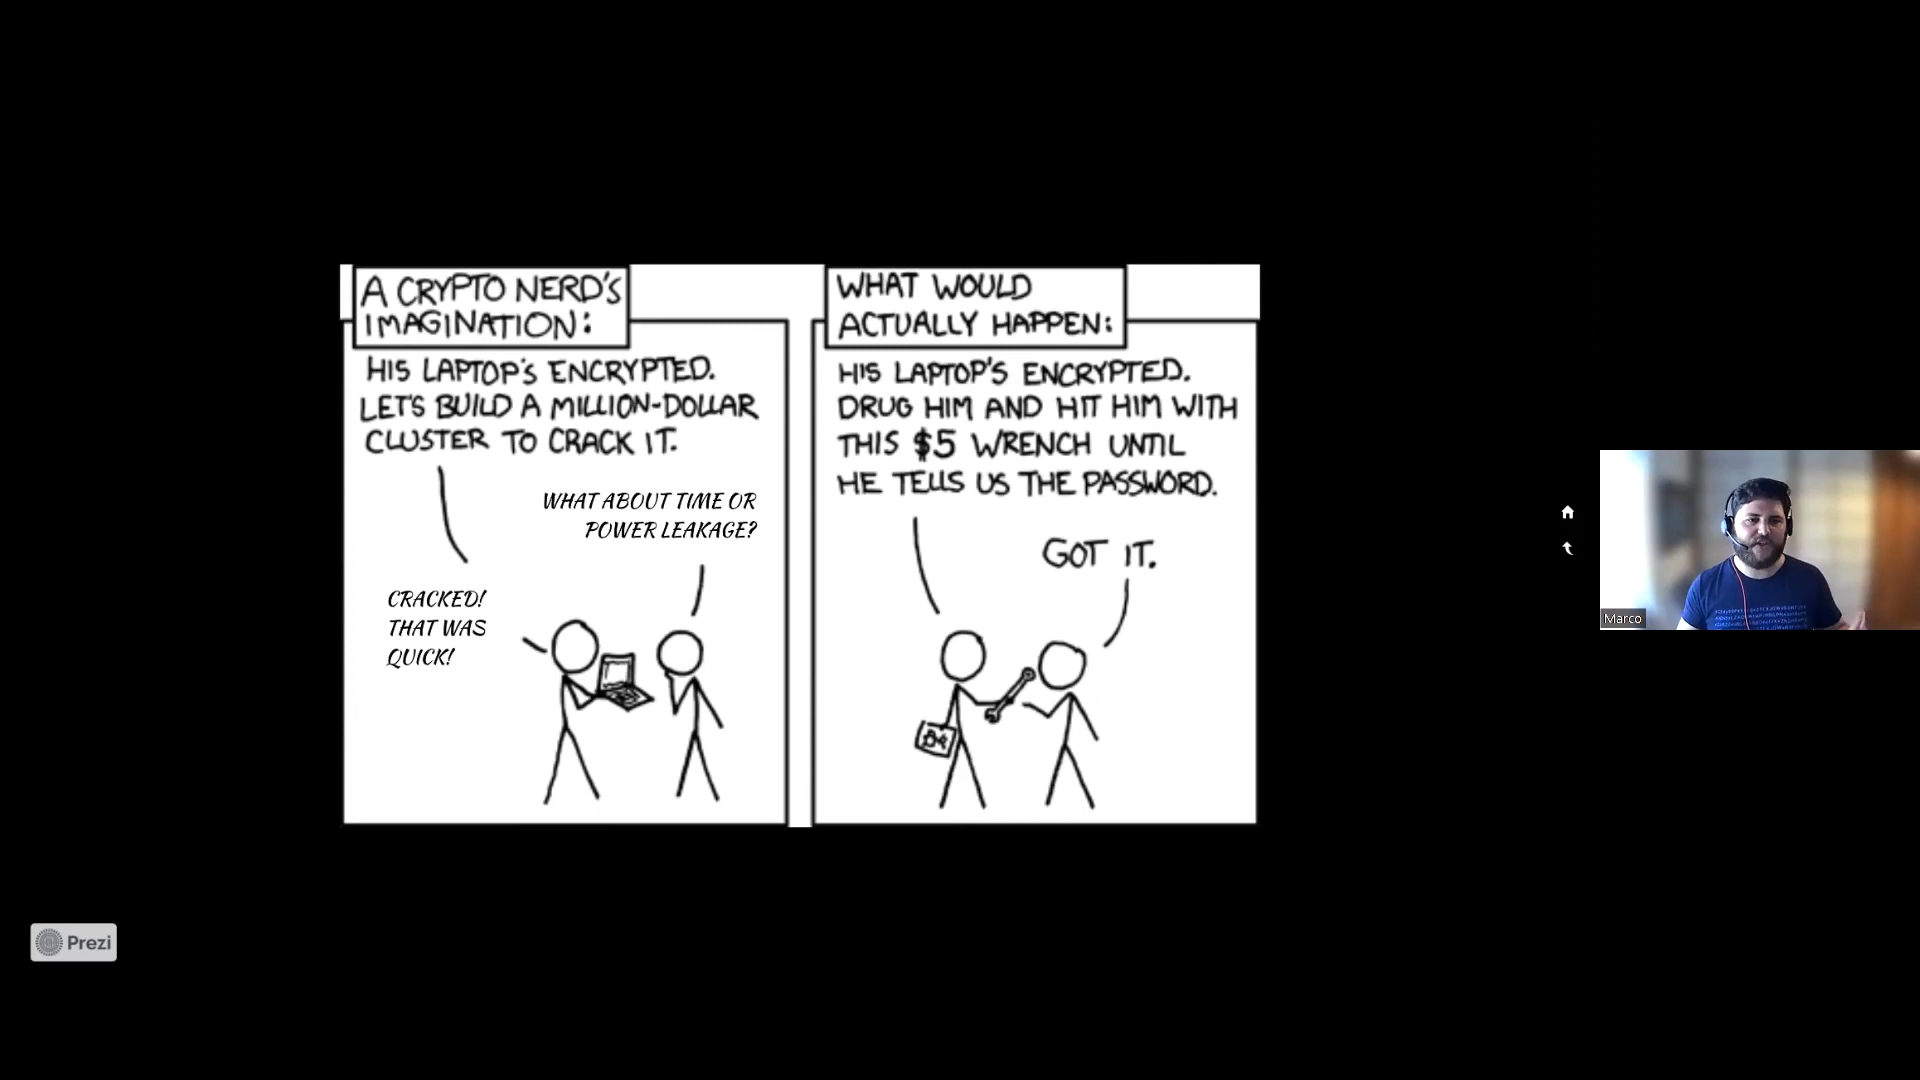 A CRYPTO NERD'S
IMAGINATION:
HIS LAPTOP'S ENCRYPTED.
LET'S BUILD A MILLION-DOLLAR
CLUSTER TO CRACK IT.
WHAT ABOUT TIME OR
POWER LEAKAGE?
CRACKED!
THAT WAS
QUICK!
WHAT WOULD
ACTUALLY HAPPEN:
HIS LAPTOP'S ENCRYPTED.
DRUG HIM AND HIT HIM WITH
THIS $5 WRENCH UNTIL
HE TELLS US THE PASSWORD.
GOT IT.
Marco
Prezi